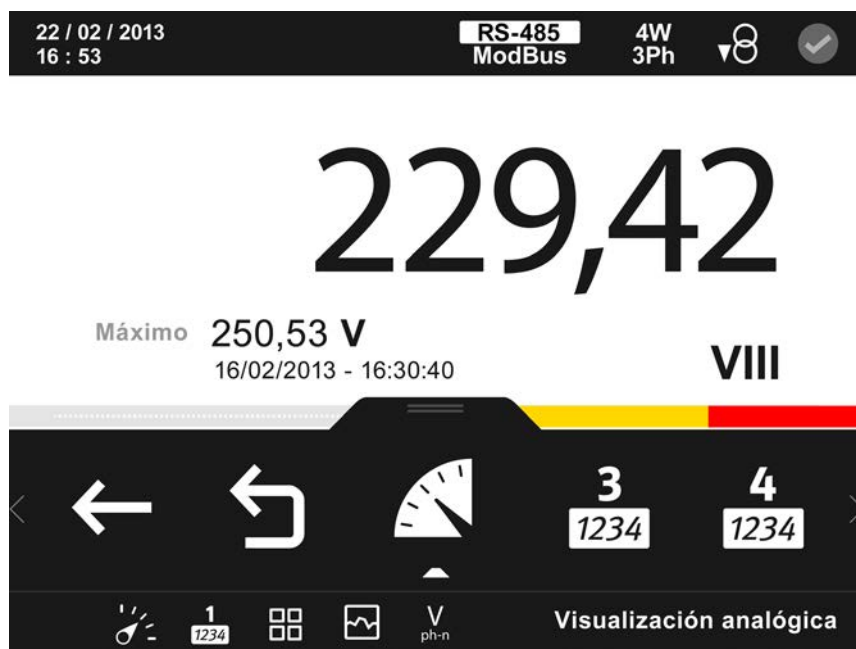 22 / 02 / 2013
16 : 53
RS-485
ModBus
4W
3Ph
229,42
Máximo 250,53 V
16/02/2013 - 16:30:40
VIII
3
1234
4
1234
1
1234
V
ph-n
Visualización analógica